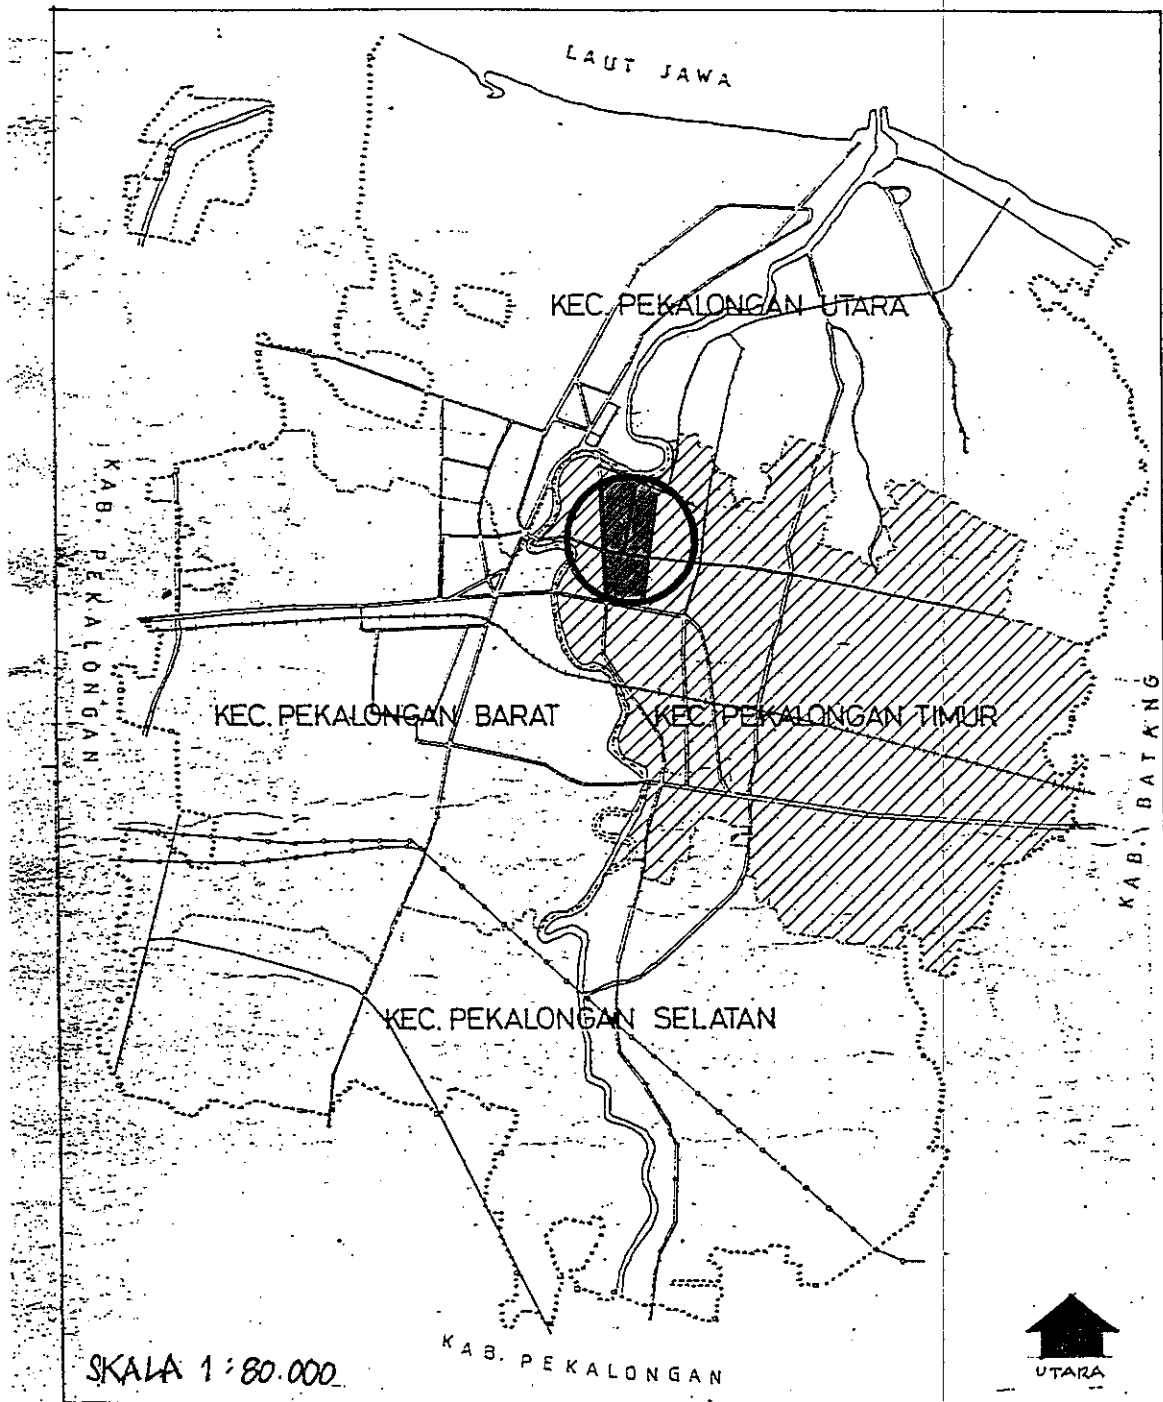 LAUT JAWA
KEC. PEKALONGAN UTARA
KAB. PEKALONGAN
KEC. PEKALONGAN BARAT
KEC. PEKALONGAN TIMUR
KAB. BATANG
KEC. PEKALONGAN SELATAN
KAB. PEKALONGAN
SKALA 1:80.000
UTARA